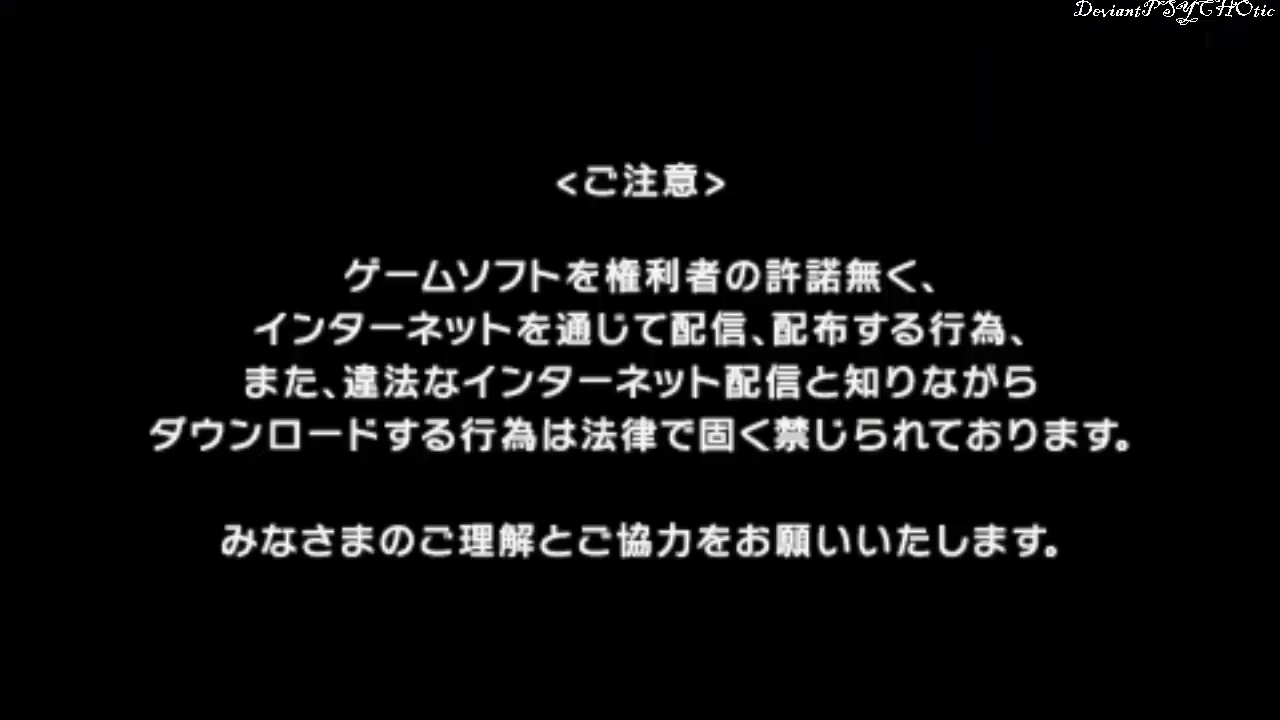 DeviantPSYCHOtic
<ご注意>
ゲームソフトを権利者の許諾無く、
インターネットを通じて配信、配布する行為、
また、違法なインターネット配信と知りながら
ダウンロードする行為は法律で固く禁じられております。
みなさまのご理解とご協力をお願いいたします。